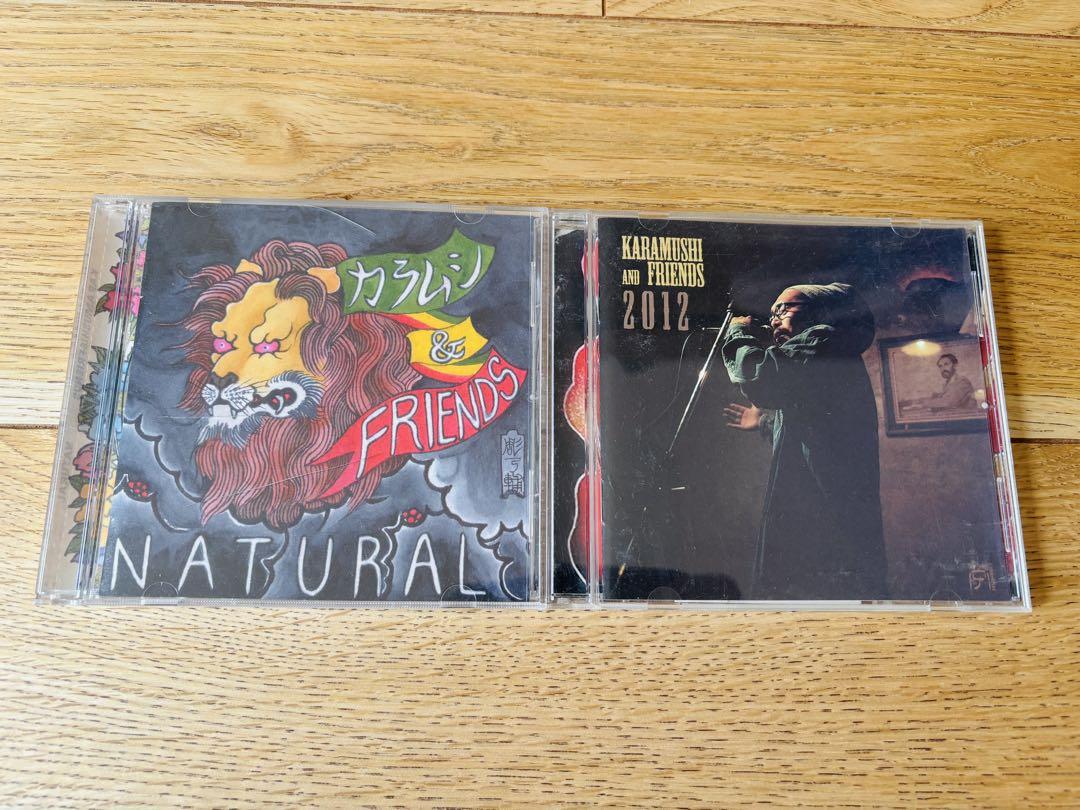 カラムシ
&
FRIENDS
NATURAL
KARAMUSHI
AND FRIENDS
2012